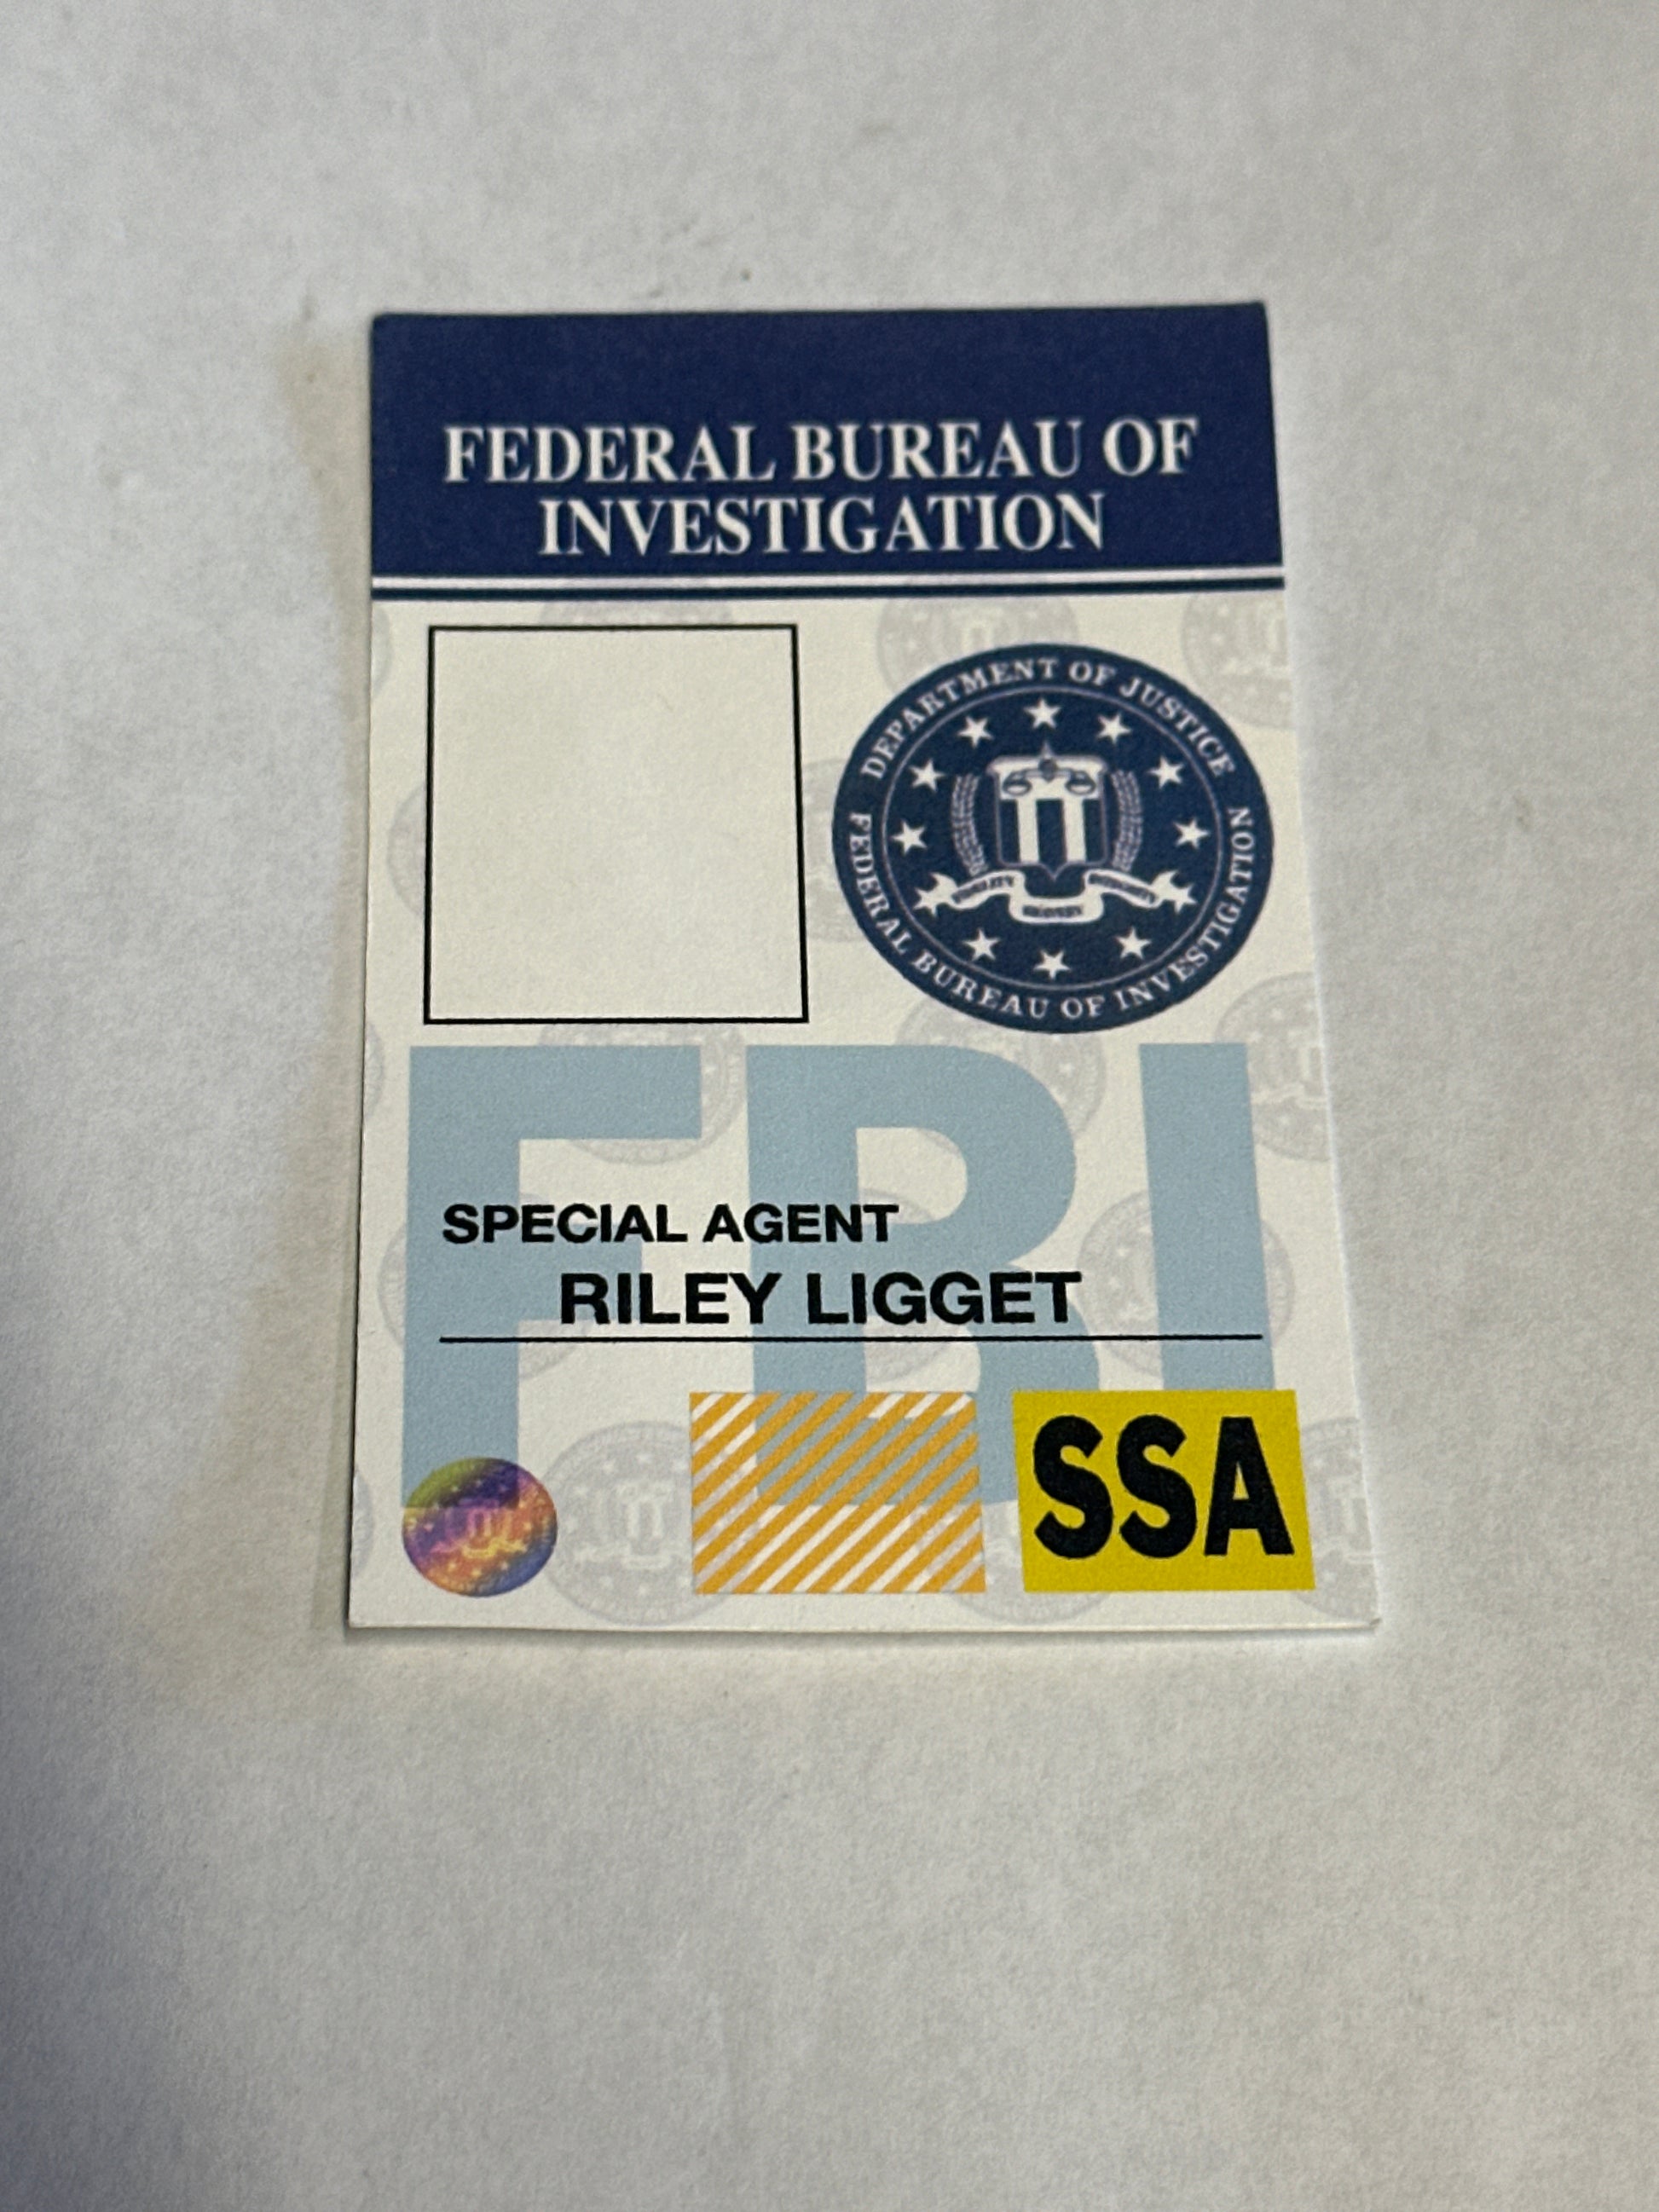 FEDERAL BUREAU OF
INVESTIGATION
DEPARTMENT OF JUSTICE
FEDERAL BUREAU OF INVESTIGATION
FBI
SPECIAL AGENT
RILEY LIGGET
SSA